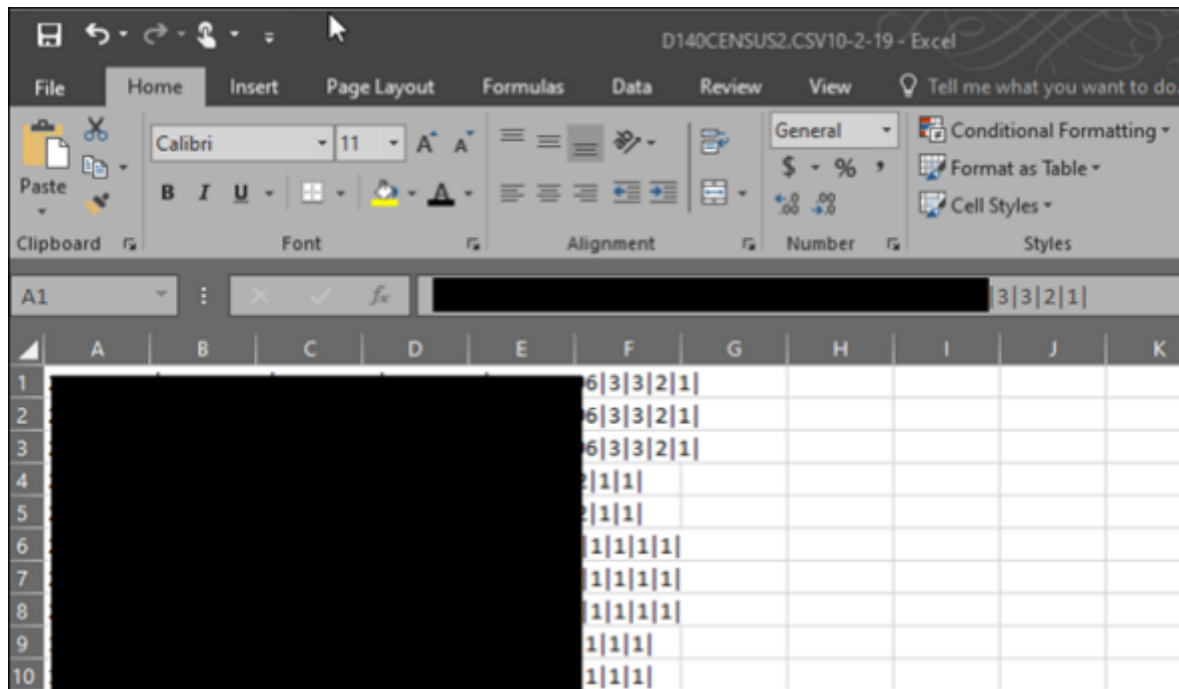 D140CENSUS2.CSV10-2-19 - Excel
File Home Insert Page Layout Formulas Data Review View Tell me what you want to do.
Calibri 11 A A General Conditional Formatting
Paste $ % , Format as Table
B I U A .00 .00 Cell Styles
Clipboard Font Alignment Number Styles
A1 fx |3|3|2|1|
A B C D E F G H I J K
1 6|3|3|2|1|
2 6|3|3|2|1|
3 6|3|3|2|1|
4 |1|1|
5 |1|1|
6 |1|1|1|1|
7 |1|1|1|1|
8 |1|1|1|1|
9 1|1|1|
10 1|1|1|